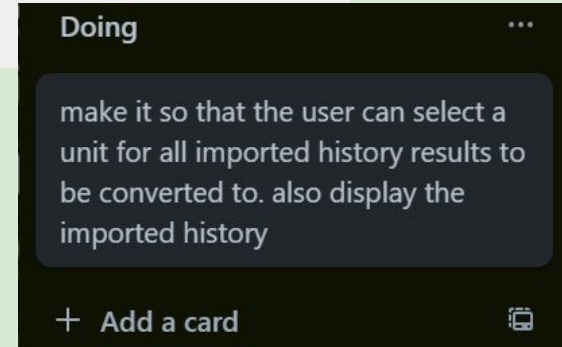 Doing
make it so that the user can select a
unit for all imported history results to
be converted to. also display the
imported history
+ Add a card